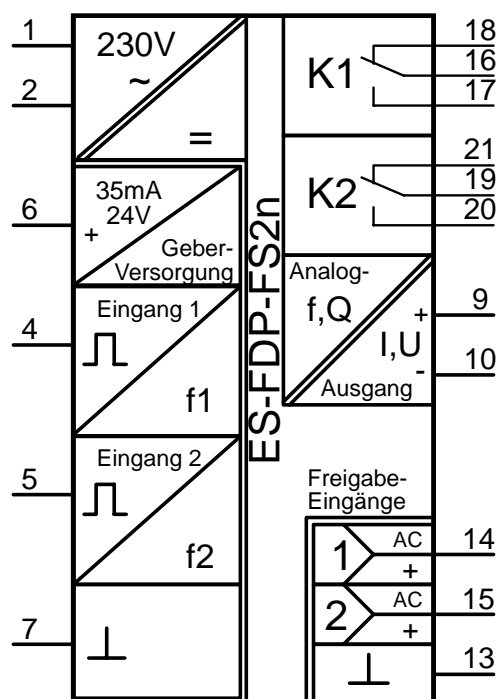 1
2
6
4
5
7
230V
~
=
35mA
24V
+
Geber-
Versorgung
Eingang 1
f1
Eingang 2
f2
ES-FDP-FS2n
K1
18
16
17
K2
21
19
20
Analog-
f,Q
+
I,U
-
Ausgang
9
10
Freigabe-
Eingänge
1
AC
+
14
2
AC
+
15
13